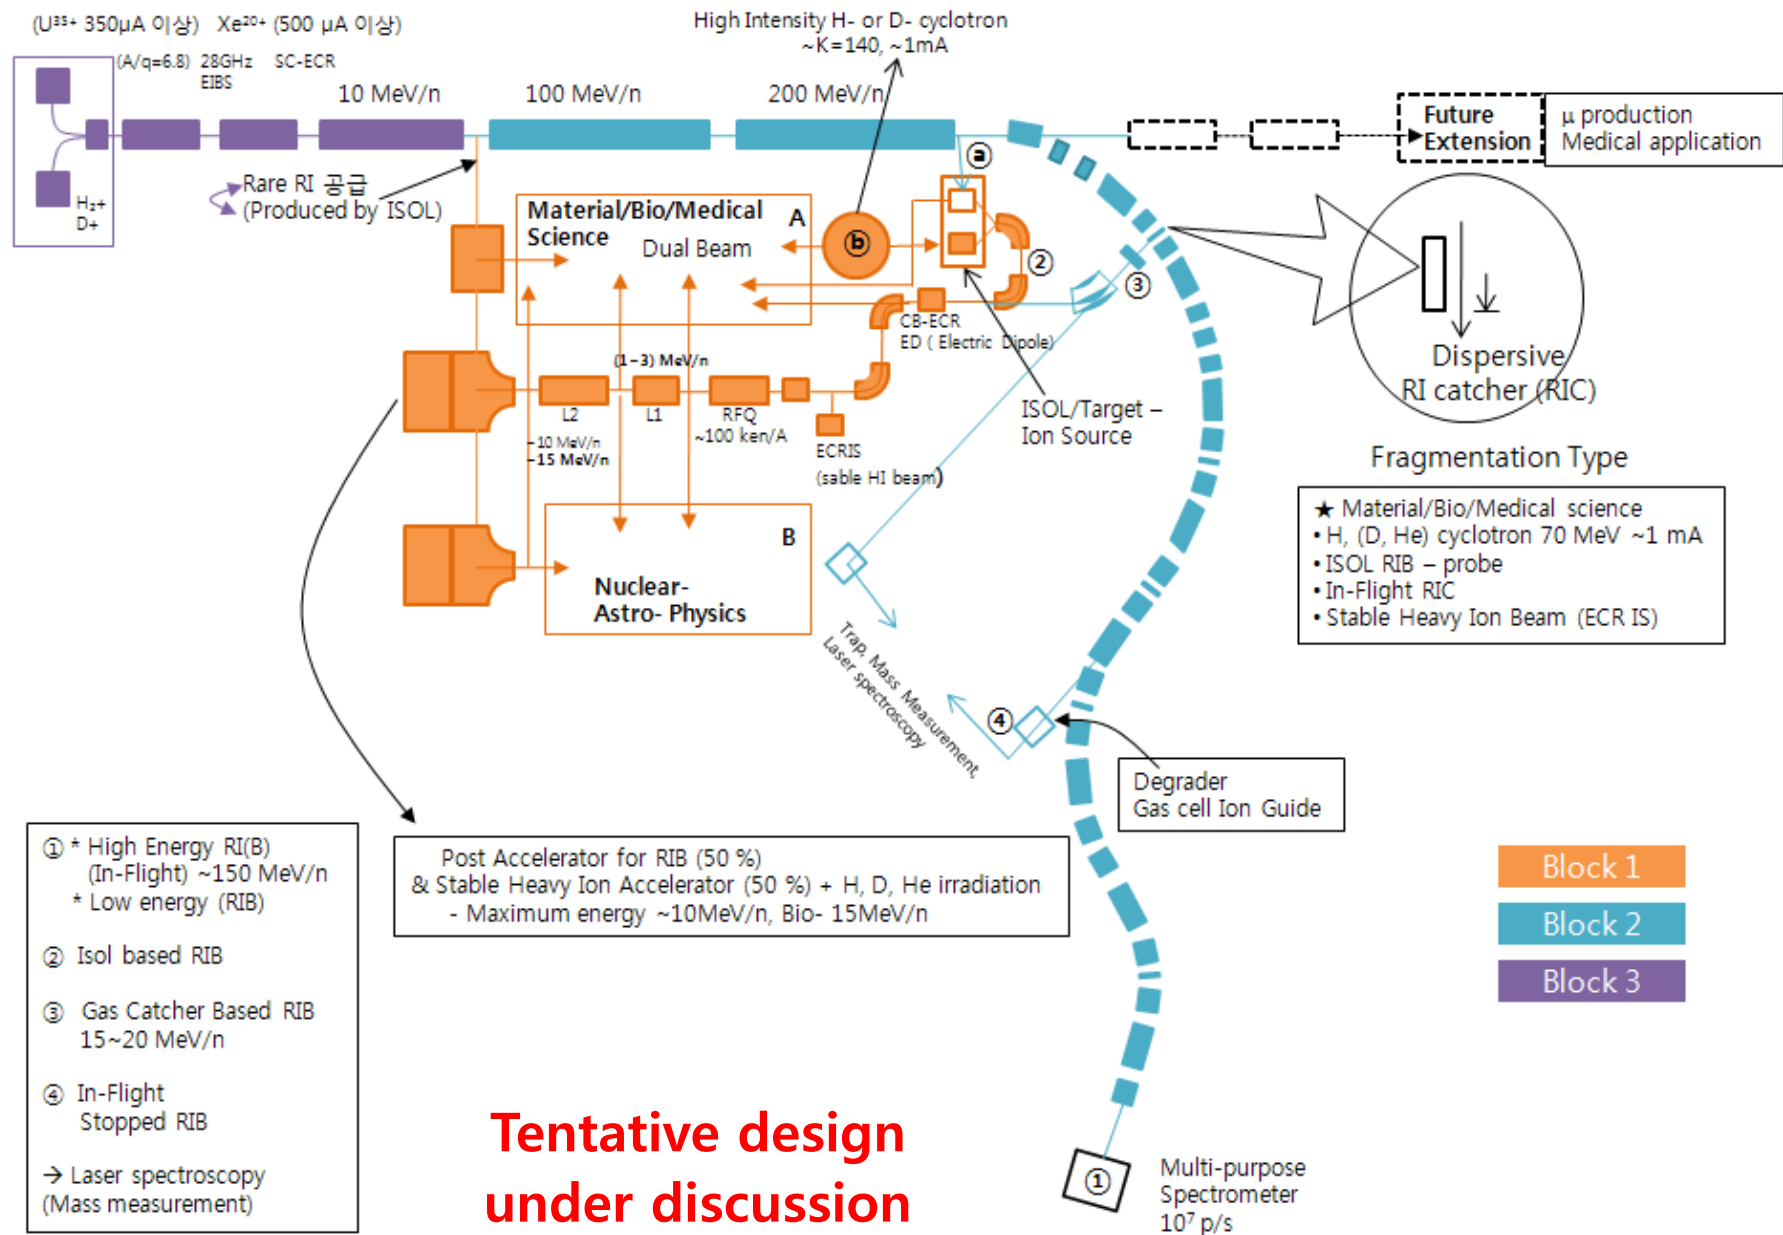 (U³³⁺ 350µA 이상) Xe²⁰⁺ (500 µA 이상)
(A/q=6.8) 28GHz SC-ECR
EIBS
10 MeV/n
100 MeV/n
200 MeV/n
High Intensity H- or D- cyclotron
~K=140, ~1mA
H₂+
D+
Rare RI 공급
(Produced by ISOL)
Material/Bio/Medical
Science
Dual Beam
A
ⓑ
ⓐ
②
③
Future
Extension
µ production
Medical application
Dispersive
RI catcher (RIC)
Fragmentation Type
CB-ECR
ED ( Electric Dipole)
(1-3) MeV/n
L2
L1
RFQ
~100 ken/A
~10 MeV/n
~15 MeV/n
ECRIS
(sable HI beam)
ISOL/Target –
Ion Source
B
Nuclear-
Astro- Physics
★ Material/Bio/Medical science
• H, (D, He) cyclotron 70 MeV ~1 mA
• ISOL RIB – probe
• In-Flight RIC
• Stable Heavy Ion Beam (ECR IS)
Trap, Mass Measurement,
Laser spectroscopy
④
Degrader
Gas cell Ion Guide
① * High Energy RI(B)
(In-Flight) ~150 MeV/n
* Low energy (RIB)
② Isol based RIB
③ Gas Catcher Based RIB
15~20 MeV/n
④ In-Flight
Stopped RIB
→ Laser spectroscopy
(Mass measurement)
Post Accelerator for RIB (50 %)
& Stable Heavy Ion Accelerator (50 %) + H, D, He irradiation
- Maximum energy ~10MeV/n, Bio- 15MeV/n
Block 1
Block 2
Block 3
Tentative design
under discussion
①
Multi-purpose
Spectrometer
10⁷ p/s